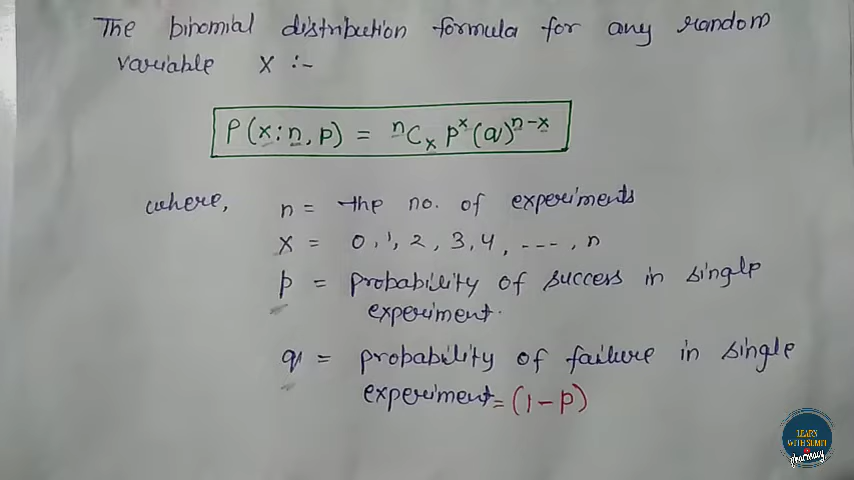 The binomial distribution formula for any random
variable X :-
P(x:n, p) = ⁿCₓ pˣ (q)ⁿ⁻ˣ
where, n = the no. of experiments
x = 0, 1, 2, 3, 4, ----, n
p = probability of success in single
experiment.
q = probability of failure in single
experiment = (1-p)
LEARN
WITH SUMIT
pharmacy